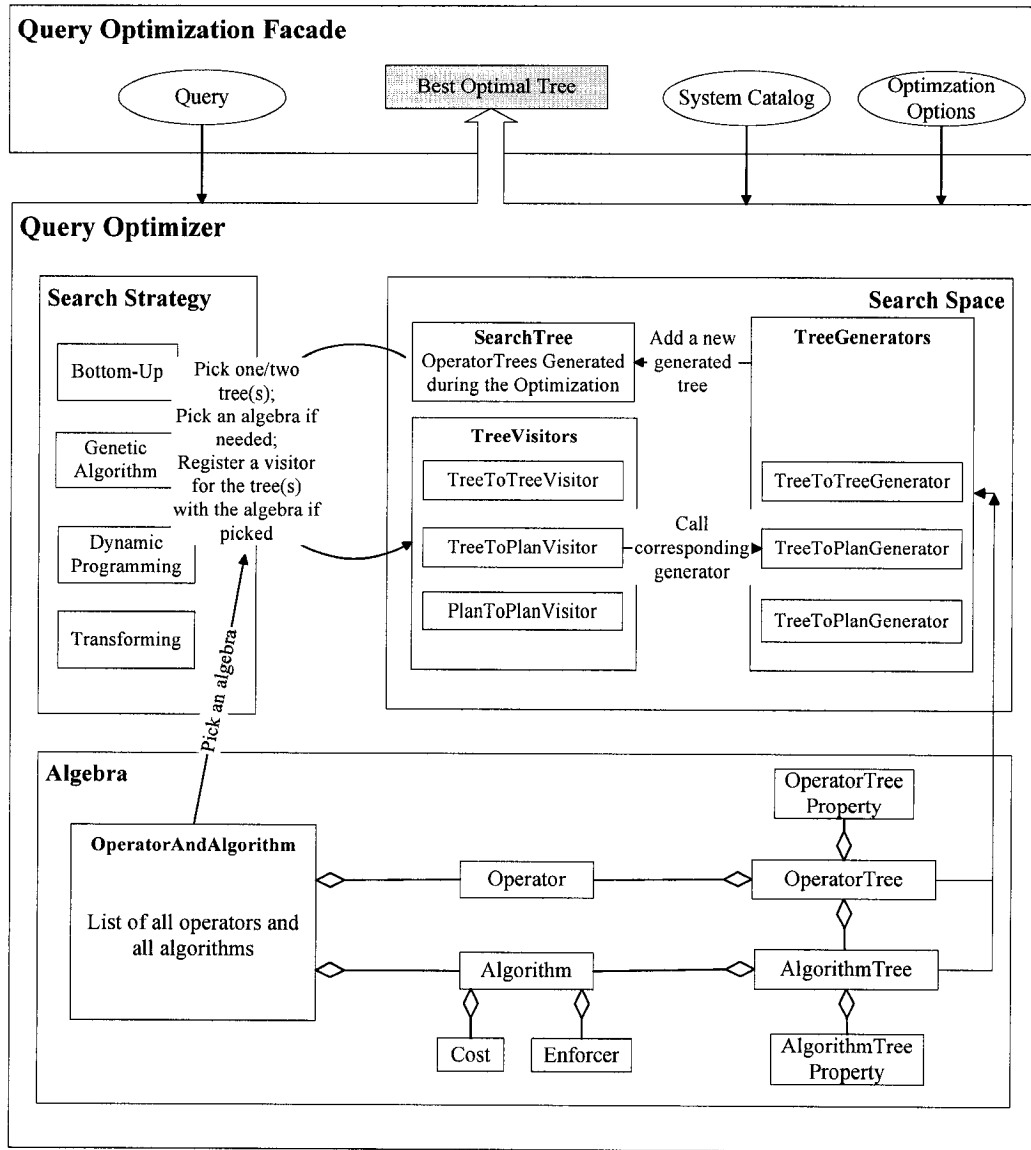 Query Optimization Facade
Query
Best Optimal Tree
System Catalog
Optimzation
Options
Query Optimizer
Search Strategy
Bottom-Up
Genetic
Algorithm
Dynamic
Programming
Transforming
Pick one/two
tree(s);
Pick an algebra if
needed;
Register a visitor
for the tree(s)
with the algebra if
picked
Pick an algebra
Search Space
SearchTree
OperatorTrees Generated
during the Optimization
Add a new
generated
tree
TreeGenerators
TreeVisitors
TreeToTreeVisitor
TreeToPlanVisitor
PlanToPlanVisitor
Call
corresponding
generator
TreeToTreeGenerator
TreeToPlanGenerator
TreeToPlanGenerator
Algebra
OperatorAndAlgorithm
List of all operators and
all algorithms
Operator
Algorithm
Cost
Enforcer
OperatorTree
Property
OperatorTree
AlgorithmTree
AlgorithmTree
Property